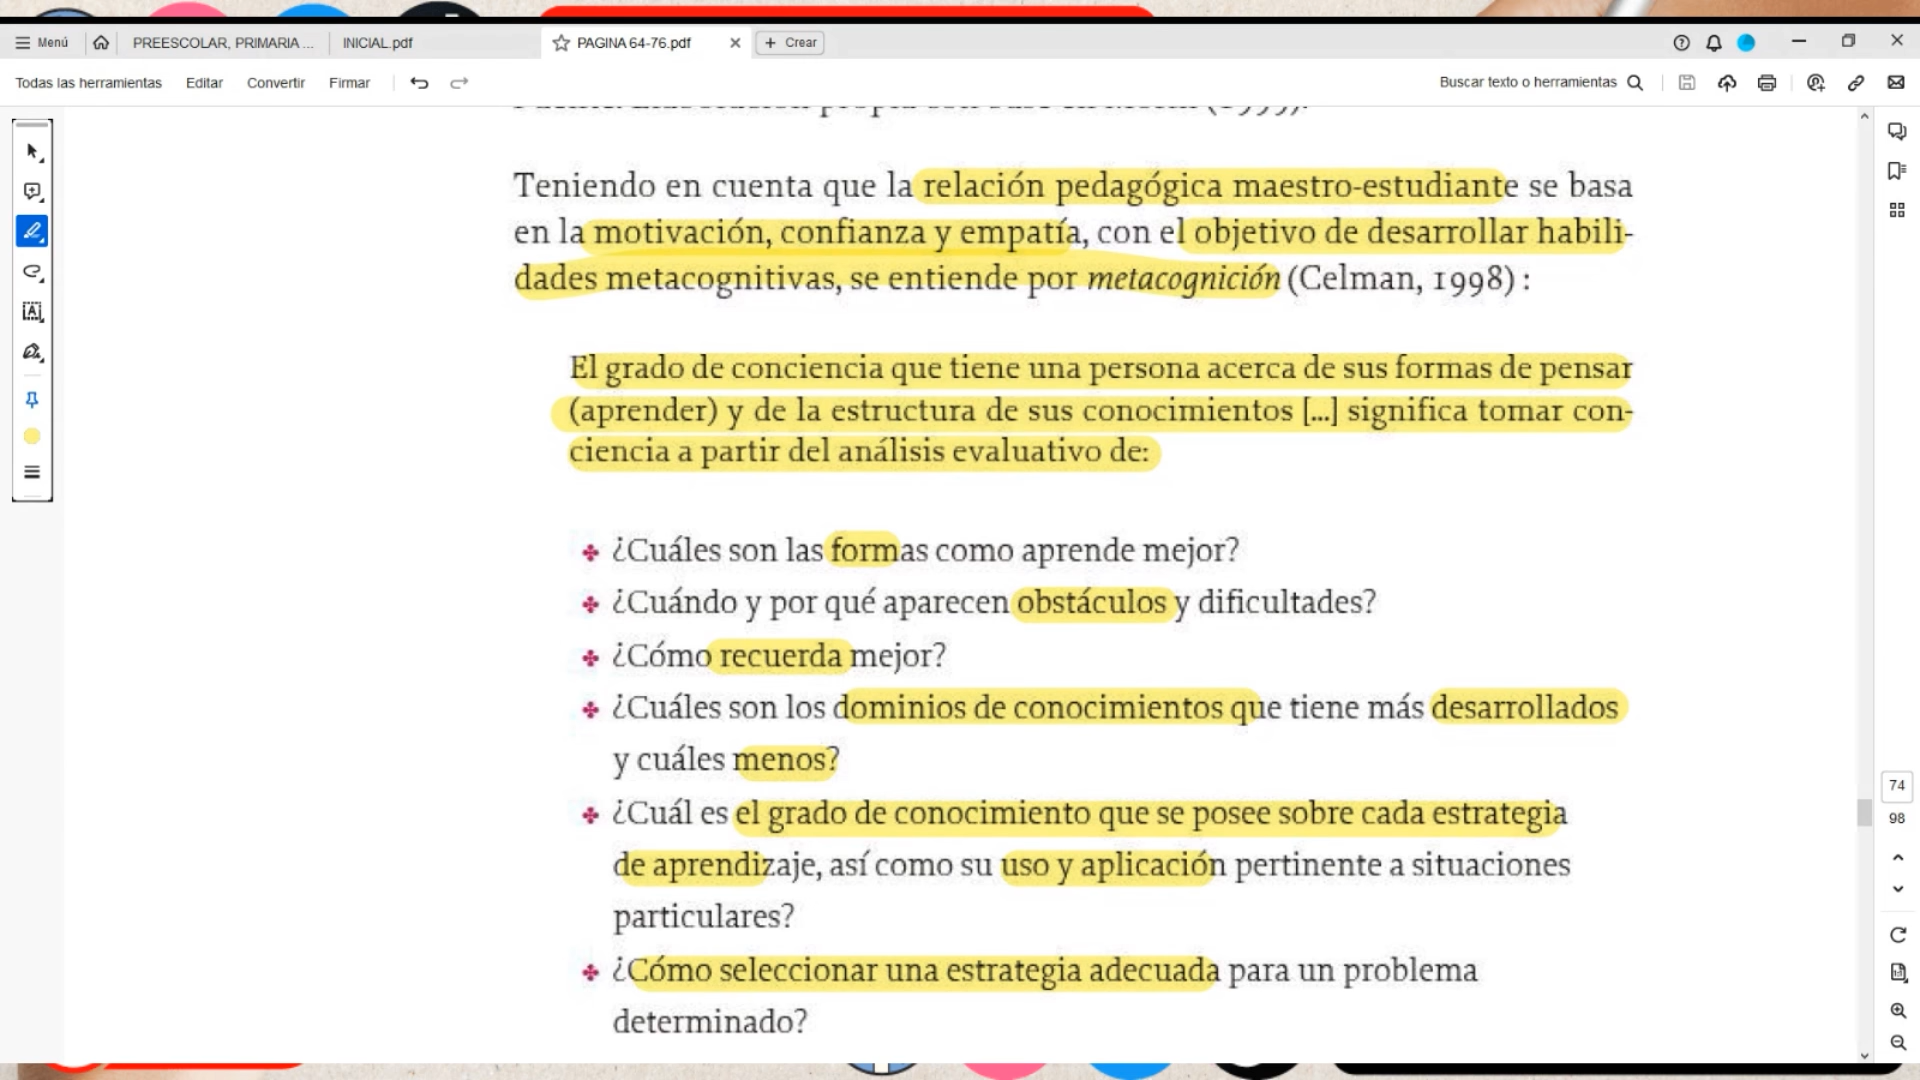 Menú
PREESCOLAR, PRIMARIA ...
INICIAL.pdf
PAGINA 64-76.pdf
Crear
Todas las herramientas
Editar
Convertir
Firmar
Buscar texto o herramientas
Teniendo en cuenta que la relación pedagógica maestro-estudiante se basa
en la motivación, confianza y empatía, con el objetivo de desarrollar habili-
dades metacognitivas, se entiende por metacognición (Celman, 1998) :
El grado de conciencia que tiene una persona acerca de sus formas de pensar
(aprender) y de la estructura de sus conocimientos [...] significa tomar con-
ciencia a partir del análisis evaluativo de:
¿Cuáles son las formas como aprende mejor?
¿Cuándo y por qué aparecen obstáculos y dificultades?
¿Cómo recuerda mejor?
¿Cuáles son los dominios de conocimientos que tiene más desarrollados
y cuáles menos?
¿Cuál es el grado de conocimiento que se posee sobre cada estrategia
de aprendizaje, así como su uso y aplicación pertinente a situaciones
particulares?
¿Cómo seleccionar una estrategia adecuada para un problema
determinado?
74
98